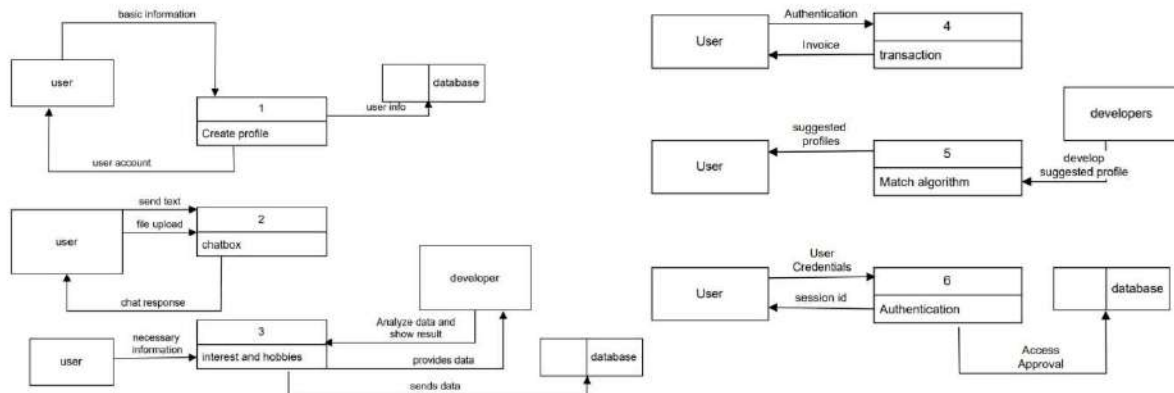 basic information
user
1
Create profile
user info
database
user account
send text
file upload
user
2
chatbox
chat response
developer
Analyze data and
show result
necessary
information
user
3
interest and hobbies
provides data
database
sends data
User
Authentication
Invoice
4
transaction
developers
suggested
profiles
User
5
Match algorithm
develop
suggested profile
User
User
Credentials
session id
6
Authentication
database
Access
Approval